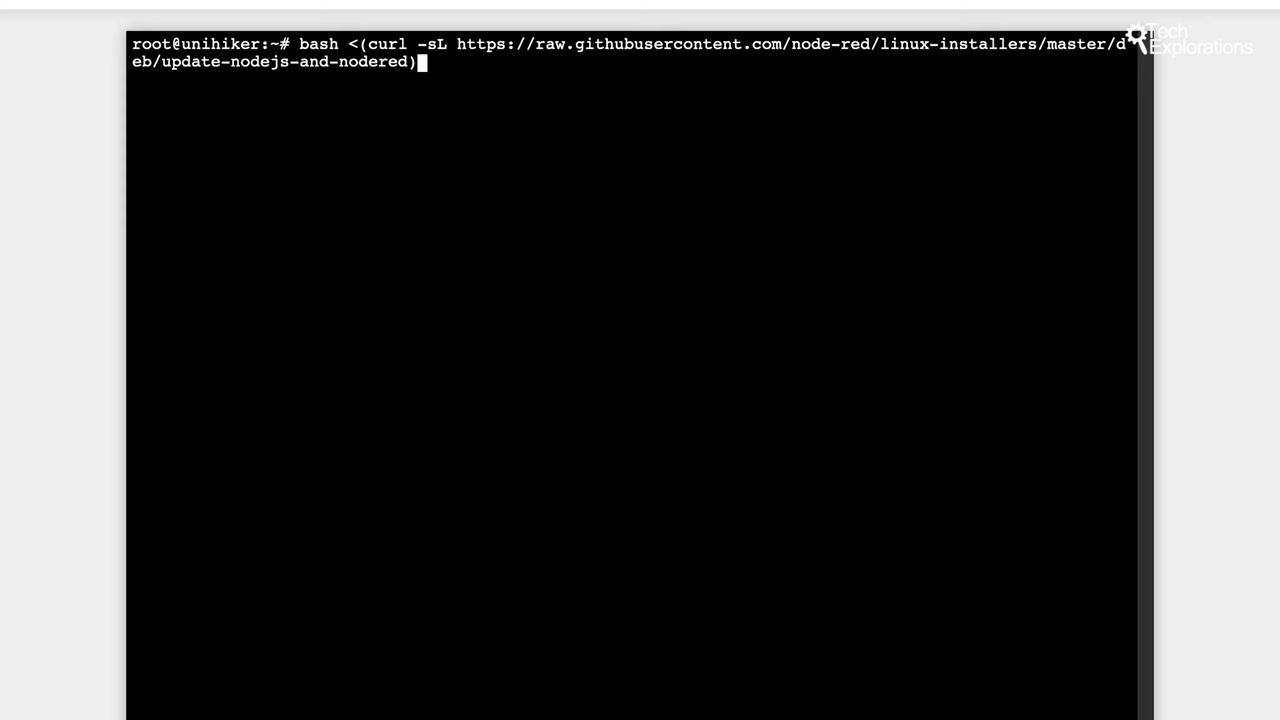 root@unihiker:~# bash <(curl -sL https://raw.githubusercontent.com/node-red/linux-installers/master/d
eb/update-nodejs-and-nodered)
Tech
Explorations